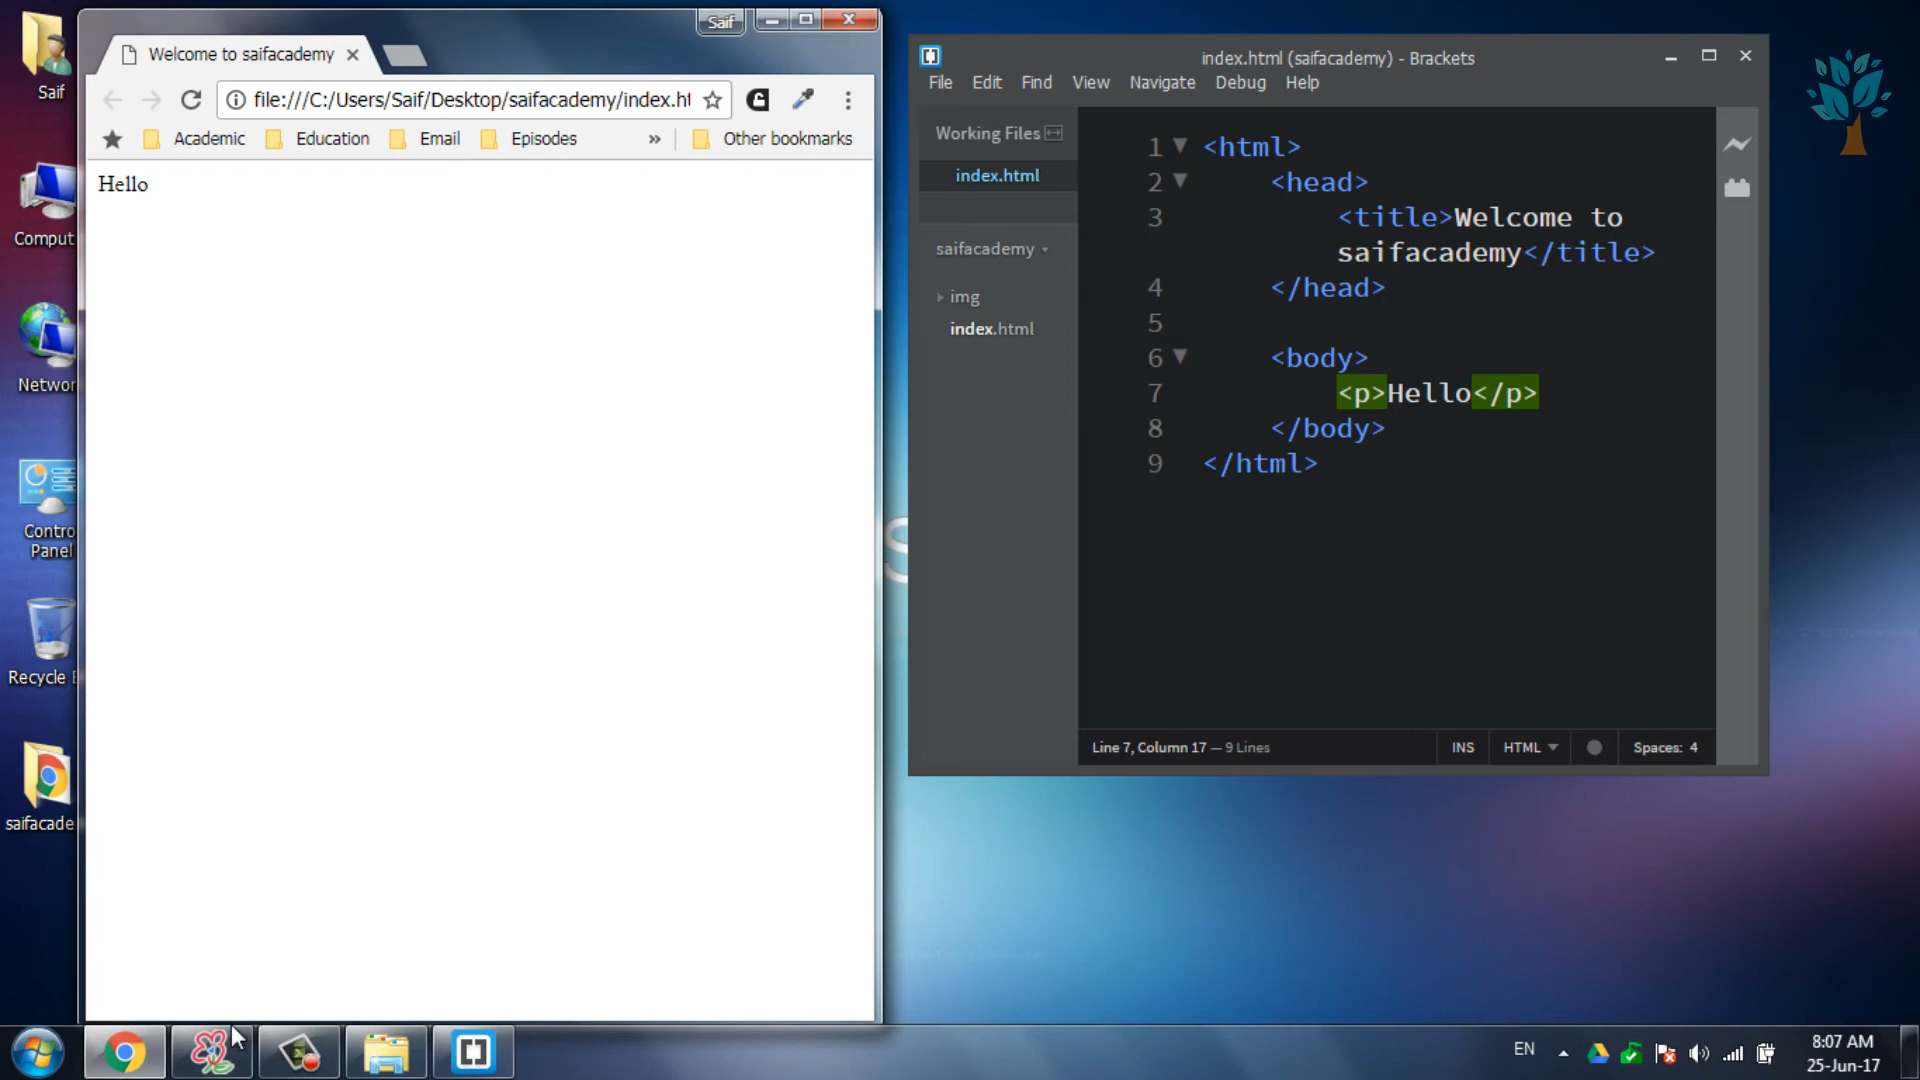 Saif
Welcome to saifacademy
file:///C:/Users/Saif/Desktop/saifacademy/index.ht
Academic
Education
Email
Episodes
»
Other bookmarks
Hello
Saif
Comput
Networ
Contro
Panel
Recycle
saifacade
index.html (saifacademy) - Brackets
File Edit Find View Navigate Debug Help
Working Files
index.html
saifacademy
img
index.html
1 <html>
2 <head>
3 <title>Welcome to
saifacademy</title>
4 </head>
5
6 <body>
7 <p>Hello</p>
8 </body>
9 </html>
Line 7, Column 17 — 9 Lines
INS
HTML
Spaces: 4
EN
8:07 AM
25-Jun-17